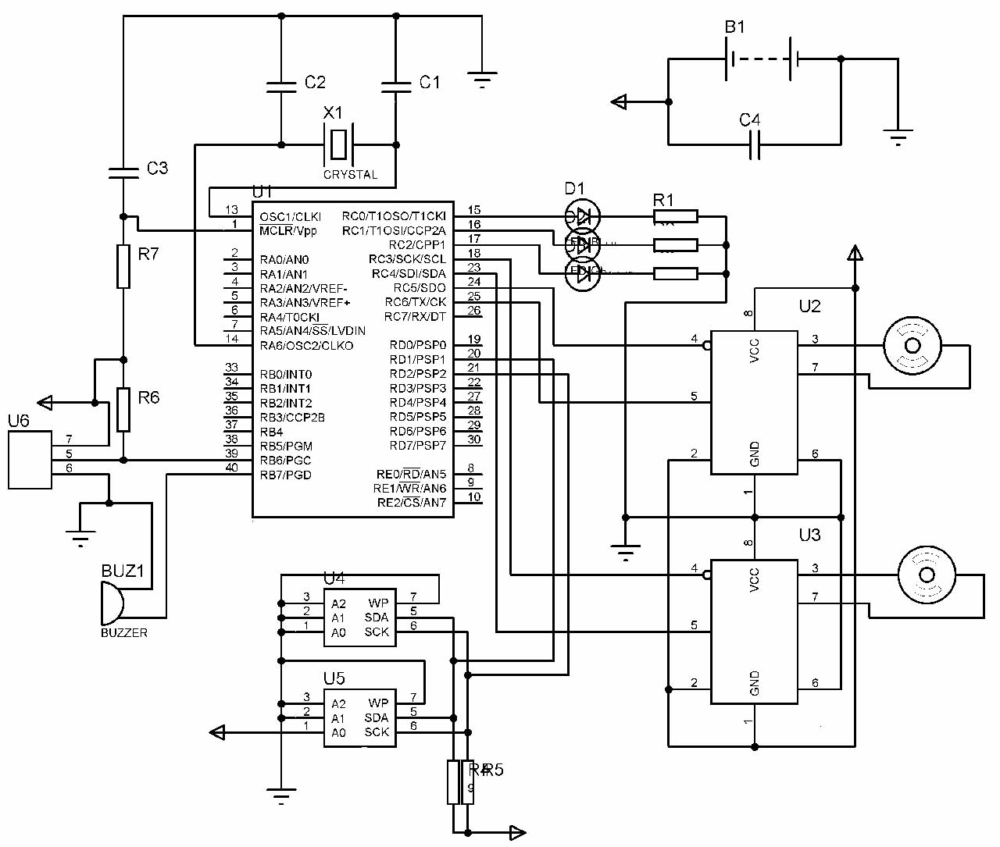 B1
C2
C1
X1
CRYSTAL
C4
C3
U1
D1
R1
13 OSC1/CLKI RC0/T1OSO/T1CKI 15
1 MCLR/Vpp RC1/T1OSI/CCP2A 16
RC2/CPP1 17
2 RA0/AN0 RC3/SCK/SCL 18
3 RA1/AN1 RC4/SDI/SDA 23
4 RA2/AN2/VREF- RC5/SDO 24
5 RA3/AN3/VREF+ RC6/TX/CK 25
6 RA4/T0CKI RC7/RX/DT 26
7 RA5/AN4/SS/LVDIN
14 RA6/OSC2/CLKO RD0/PSP0 19
RD1/PSP1 20
33 RB0/INT0 RD2/PSP2 21
34 RB1/INT1 RD3/PSP3 22
35 RB2/INT2 RD4/PSP4 27
36 RB3/CCP2B RD5/PSP5 28
37 RB4 RD6/PSP6 29
38 RB5/PGM RD7/PSP7 30
39 RB6/PGC
40 RB7/PGD RE0/RD/AN5 8
RE1/WR/AN6 9
RE2/CS/AN7 10
R7
R6
U6
7
5
6
BUZ1
BUZZER
U2
8
VCC
4 3
7
5
2 6
GND
1
U3
8
VCC
4 3
7
5
2 6
GND
1
U4
3 A2 WP 7
2 A1 SDA 5
1 A0 SCK 6
U5
3 A2 WP 7
2 A1 SDA 5
1 A0 SCK 6
R4 R5
9